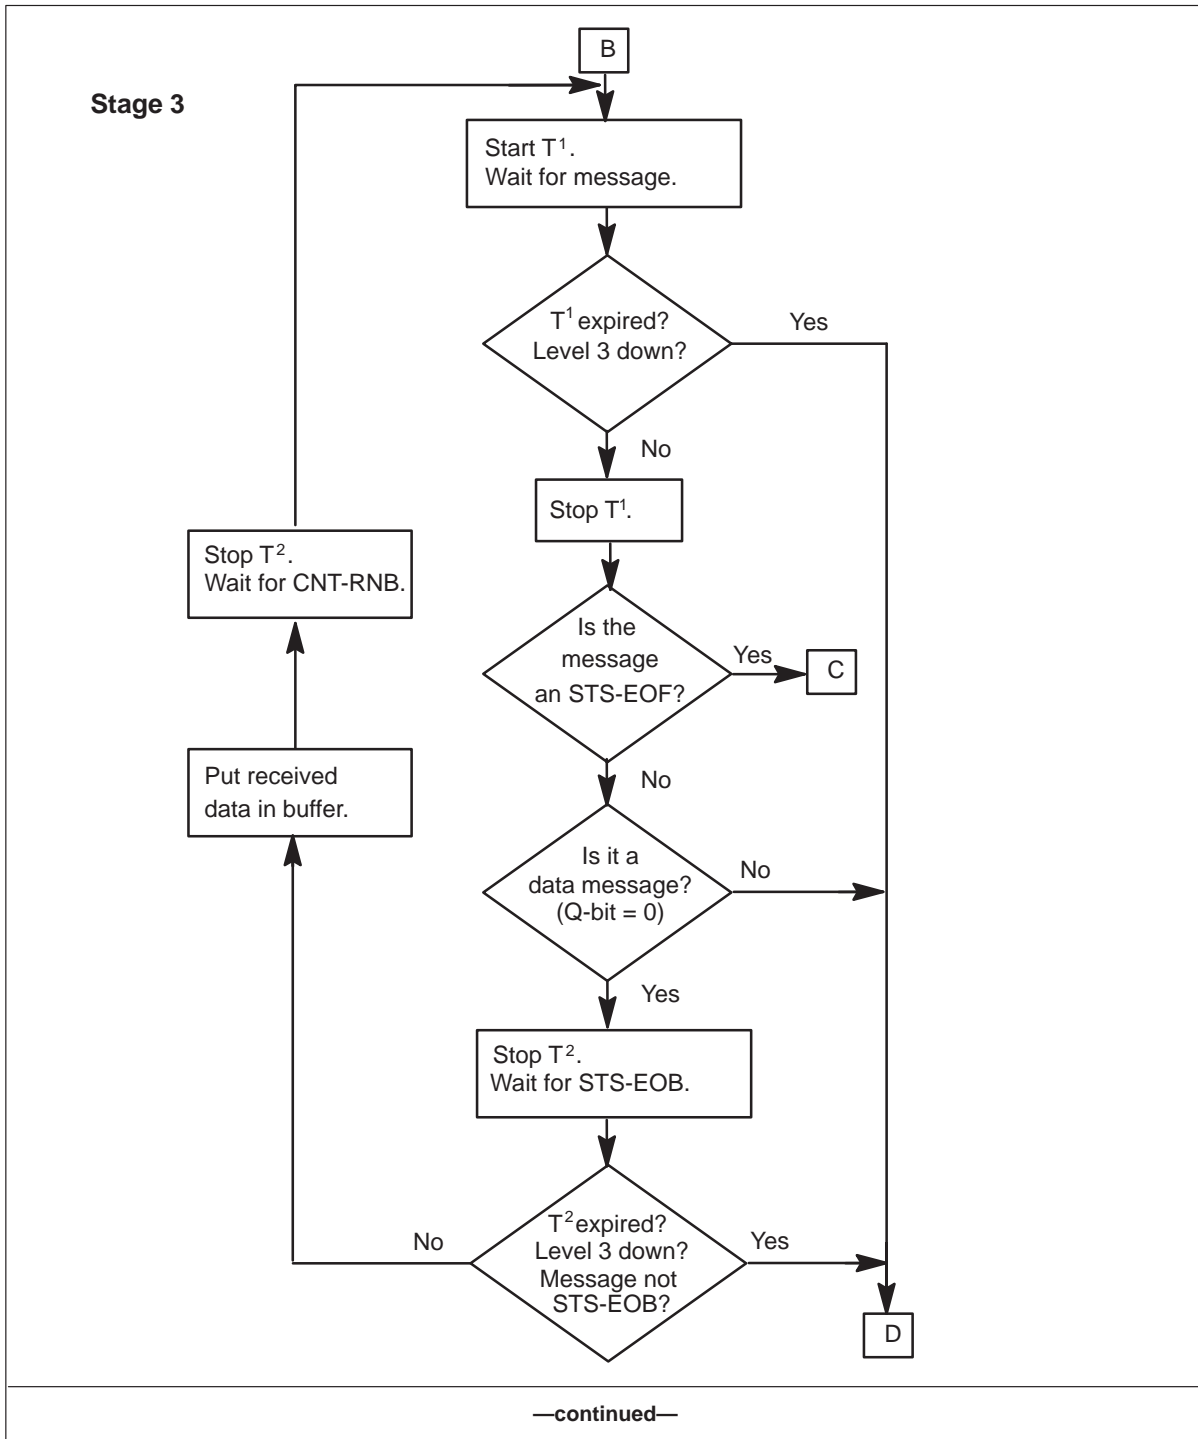 B
Stage 3
Start T¹.
Wait for message.
T¹ expired?
Level 3 down?
Yes
No
Stop T¹.
Stop T².
Wait for CNT-RNB.
Is the
message
an STS-EOF?
Yes
C
No
Put received
data in buffer.
Is it a
data message?
(Q-bit = 0)
No
Yes
Stop T².
Wait for STS-EOB.
T² expired?
Level 3 down?
Message not
STS-EOB?
No
Yes
D
—continued—